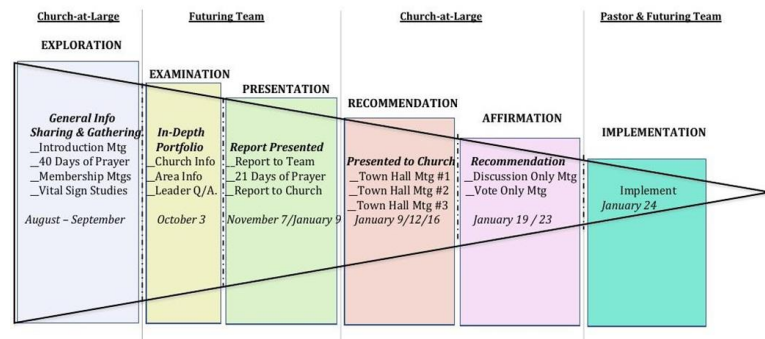 Church-at-Large
Futuring Team
Church-at-Large
Pastor & Futuring Team
EXPLORATION
General Info
Sharing & Gathering
__Introduction Mtg
__40 Days of Prayer
__Membership Mtgs
__Vital Sign Studies
August – September
EXAMINATION
In-Depth
Portfolio
__Church Info
__Area Info
__Leader Q/A.
October 3
PRESENTATION
Report Presented
__Report to Team
__21 Days of Prayer
__Report to Church
November 7/January 9
RECOMMENDATION
Presented to Church
__Town Hall Mtg #1
__Town Hall Mtg #2
__Town Hall Mtg #3
January 9/12/16
AFFIRMATION
Recommendation
__Discussion Only Mtg
__Vote Only Mtg
January 19 / 23
IMPLEMENTATION
Implement
January 24